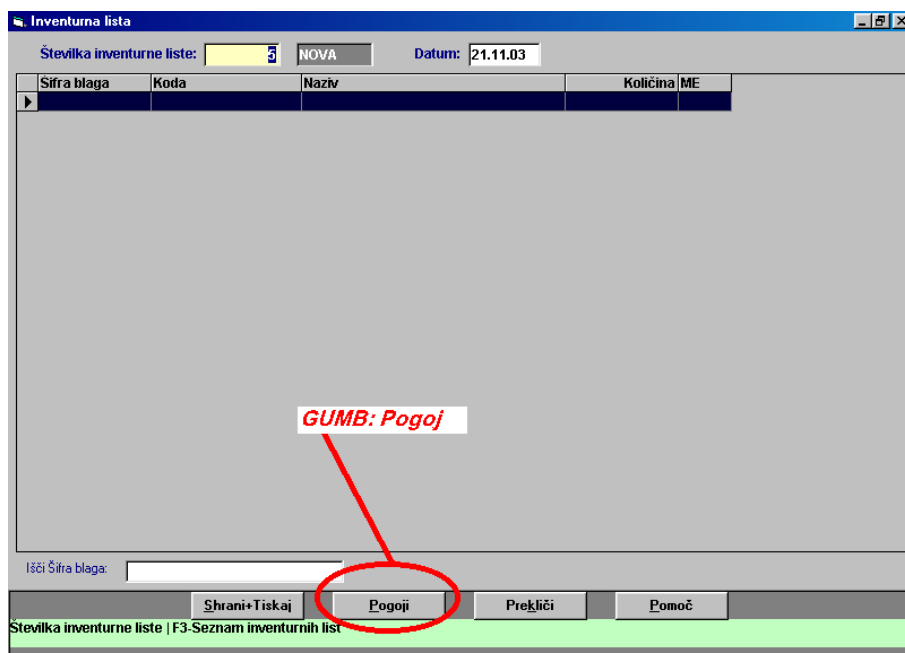 Inventurna lista
Številka inventurne liste: 5 NOVA Datum: 21.11.03
Šifra blaga Koda Naziv Količina ME
GUMB: Pogoj
Išči Šifra blaga:
Shrani+Tiskaj Pogoji Prekliči Pomoč
Številka inventurne liste | F3-Seznam inventurnih list